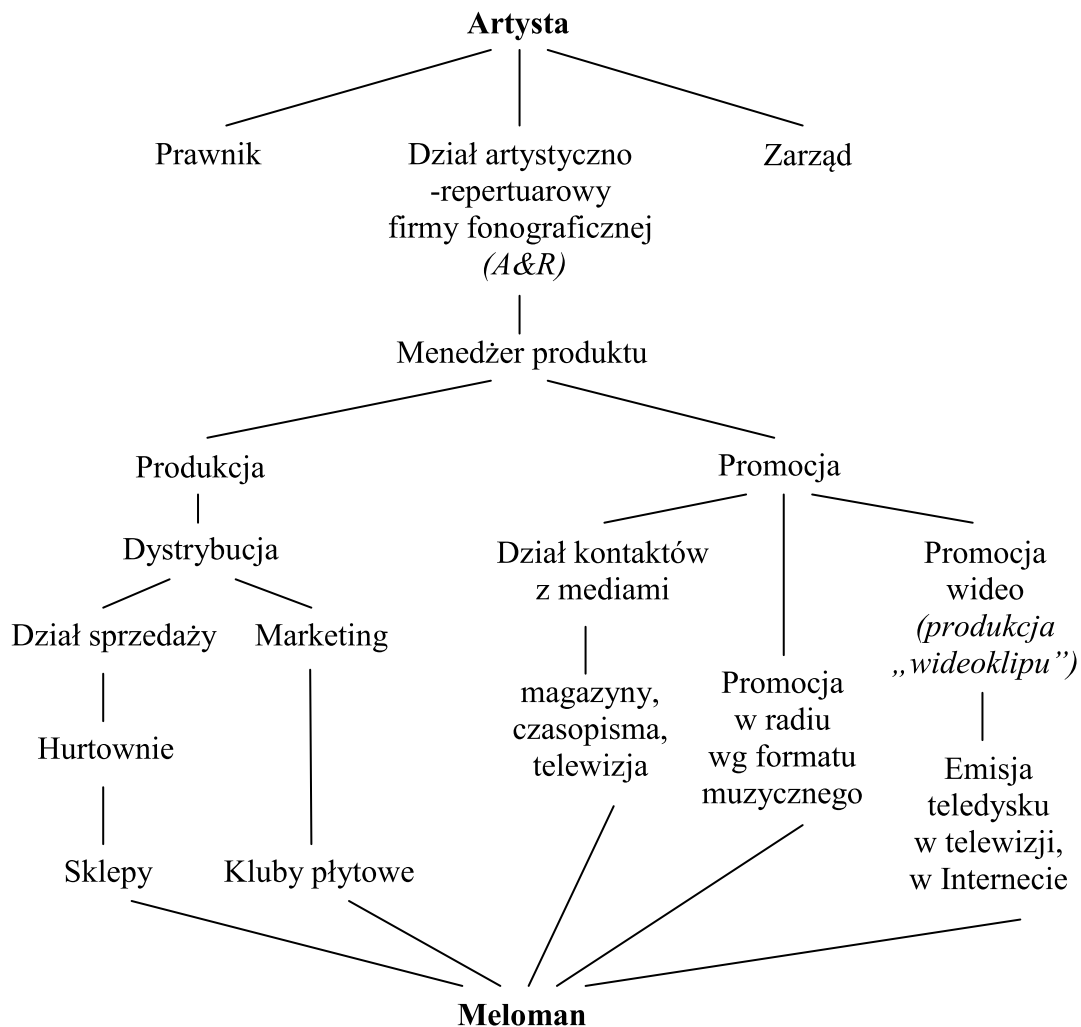 Artysta
Prawnik
Dział artystyczno
-repertuarowy
firmy fonograficznej
(A&R)
Zarząd
Menedżer produktu
Produkcja
Promocja
Dystrybucja
Dział kontaktów
z mediami
Promocja
wideo
(produkcja
„wideoklipu”)
Dział sprzedaży
Marketing
magazyny,
czasopisma,
telewizja
Promocja
w radiu
wg formatu
muzycznego
Hurtownie
Emisja
teledysku
w telewizji,
w Internecie
Sklepy
Kluby płytowe
Meloman